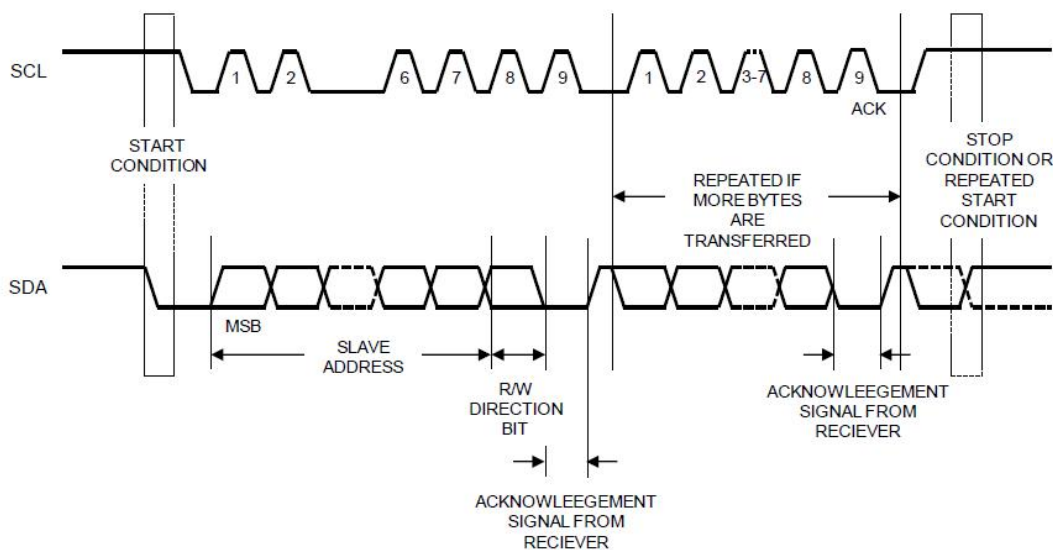 SCL
1
2
6
7
8
9
1
2
3-7
8
9
ACK
START
CONDITION
STOP
CONDITION OR
REPEATED
START
CONDITION
REPEATED IF
MORE BYTES
ARE
TRANSFERRED
SDA
MSB
SLAVE
ADDRESS
R/W
DIRECTION
BIT
ACKNOWLEEGEMENT
SIGNAL FROM
RECIEVER
ACKNOWLEEGEMENT
SIGNAL FROM
RECIEVER